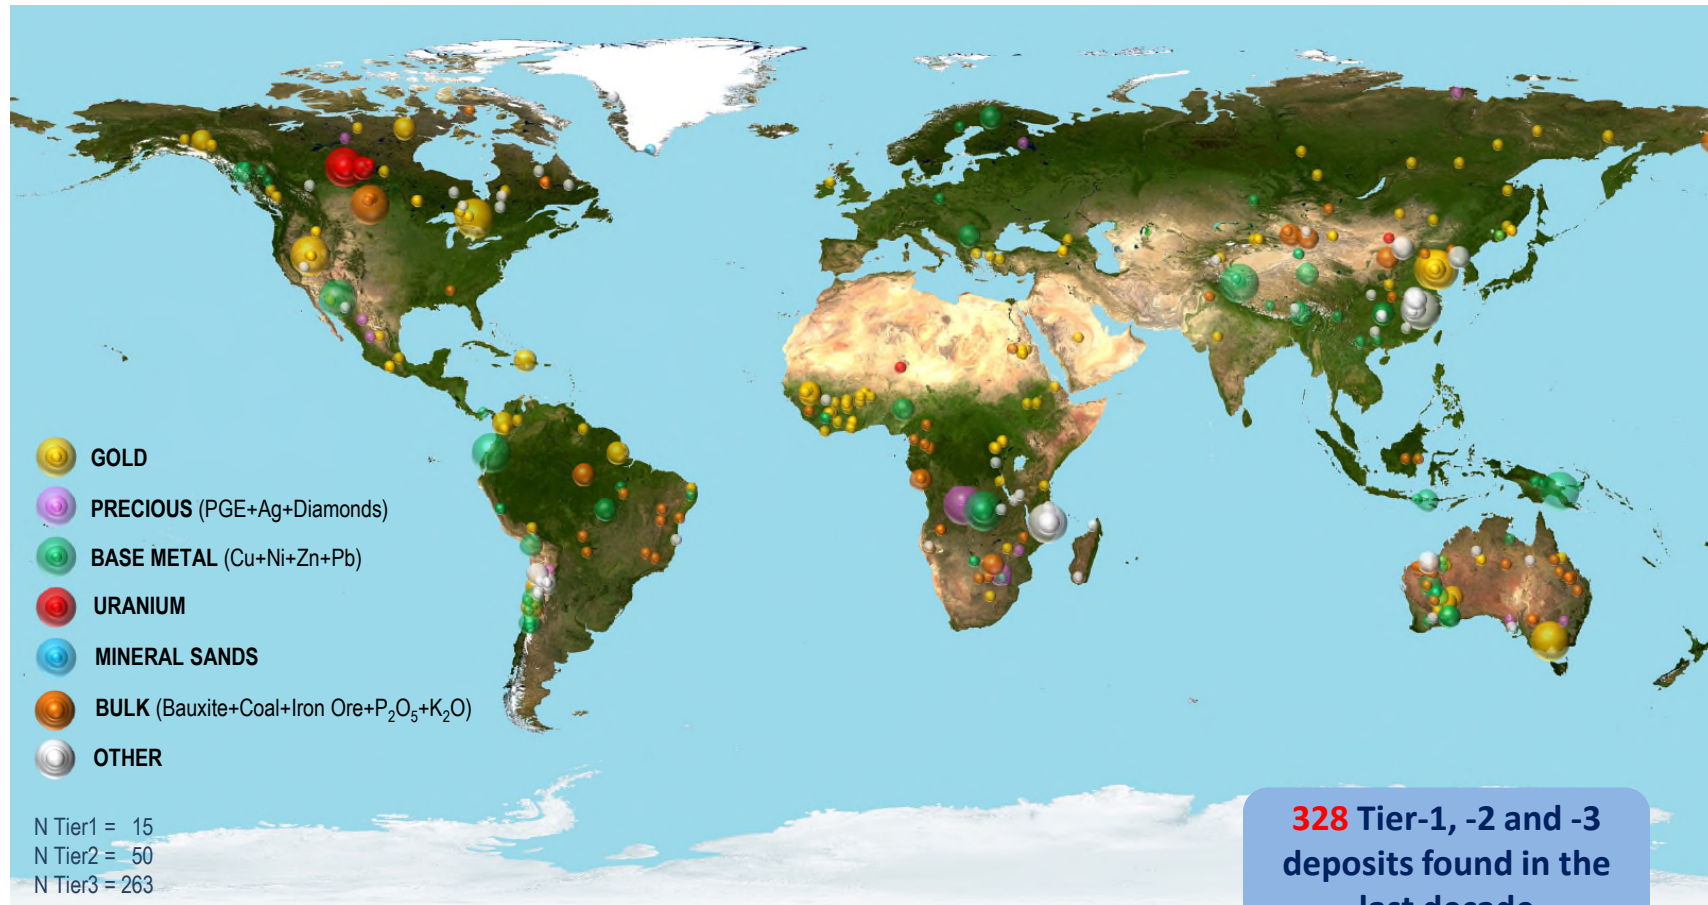 GOLD
PRECIOUS (PGE+Ag+Diamonds)
BASE METAL (Cu+Ni+Zn+Pb)
URANIUM
MINERAL SANDS
BULK (Bauxite+Coal+Iron Ore+P₂O₅+K₂O)
OTHER
N Tier1 = 15
N Tier2 = 50
N Tier3 = 263
328 Tier-1, -2 and -3
deposits found in the
last decade